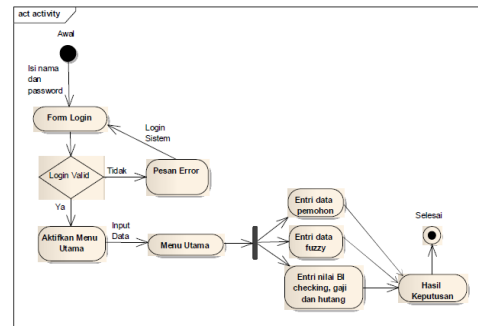 act activity
Awal
Isi nama
dan
password
Form Login
Login
Sistem
Login Valid
Tidak
Pesan Error
Ya
Aktifkan Menu
Utama
Input
Data
Menu Utama
Entri data
pemohon
Entri data
fuzzy
Entri nilai BI
checking, gaji
dan hutang
Selesai
Hasil
Keputusan